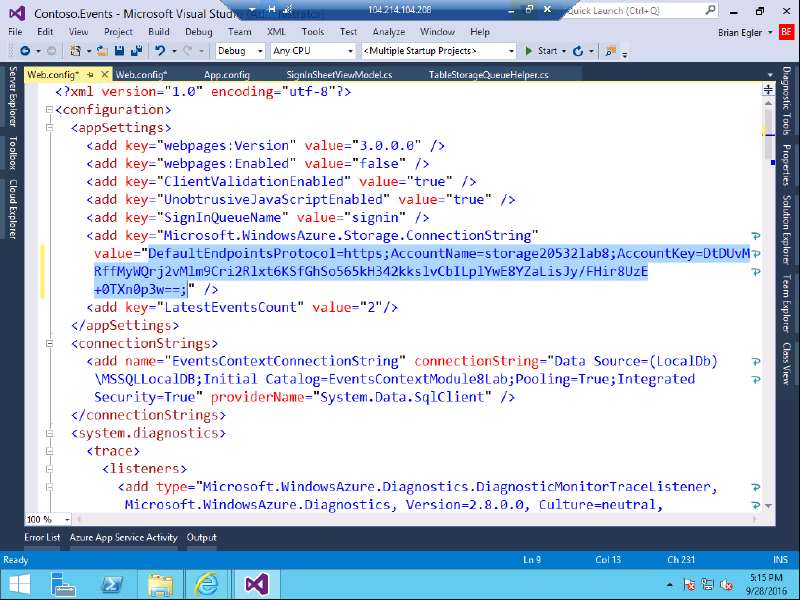 Contoso.Events - Microsoft Visual Stu
104.214.104.208
Quick Launch (Ctrl+Q)
File Edit View Project Build Debug Team XML Tools Test Analyze Window Help
Brian Egler
BE
Debug Any CPU <Multiple Startup Projects> Start
Web.config* Web.config* App.config SignInSheetViewModel.cs TableStorageQueueHelper.cs
Server Explorer
Toolbox
Cloud Explorer
<?xml version="1.0" encoding="utf-8"?>
<configuration>
<appSettings>
<add key="webpages:Version" value="3.0.0.0" />
<add key="webpages:Enabled" value="false" />
<add key="ClientValidationEnabled" value="true" />
<add key="UnobtrusiveJavaScriptEnabled" value="true" />
<add key="SignInQueueName" value="signin" />
<add key="Microsoft.WindowsAzure.Storage.ConnectionString"
value="DefaultEndpointsProtocol=https;AccountName=storage20532lab8;AccountKey=
+0TXn0p3w==;" />
<add key="LatestEventsCount" value="2"/>
</appSettings>
<connectionStrings>
<add name="EventsContextConnectionString" connectionString="Data Source=(LocalDb)
\MSSQLLocalDB;Initial Catalog=EventsContextModule8Lab;Pooling=True;Integrated
Security=True" providerName="System.Data.SqlClient" />
</connectionStrings>
<system.diagnostics>
<trace>
<listeners>
<add type="Microsoft.WindowsAzure.Diagnostics.DiagnosticMonitorTraceListener,
Microsoft.WindowsAzure.Diagnostics, Version=2.8.0.0, Culture=neutral,
Diagnostic Tools
Properties
Solution Explorer
Team Explorer
Class View
100 %
Error List Azure App Service Activity Output
Ready Ln 9 Col 13 Ch 231 INS
5:15 PM
9/28/2016